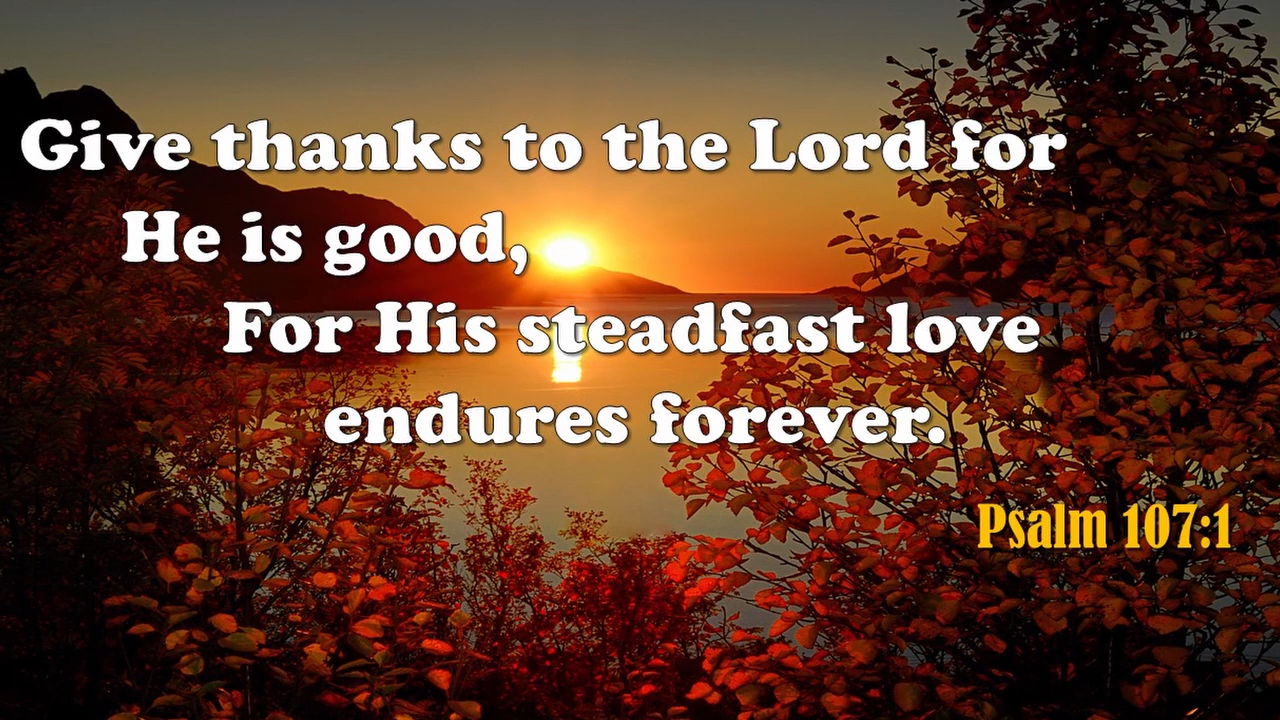 Give thanks to the Lord for
He is good,
For His steadfast love
endures forever.
Psalm 107:1